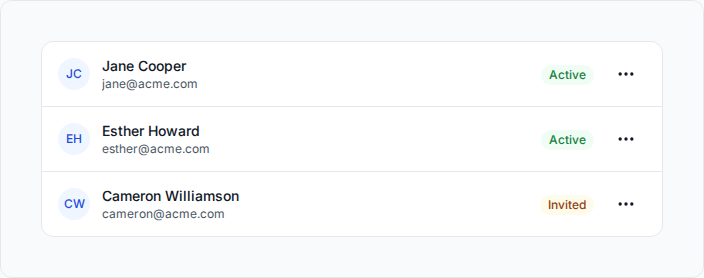 JC
Jane Cooper
jane@acme.com
Active
EH
Esther Howard
esther@acme.com
Active
CW
Cameron Williamson
cameron@acme.com
Invited